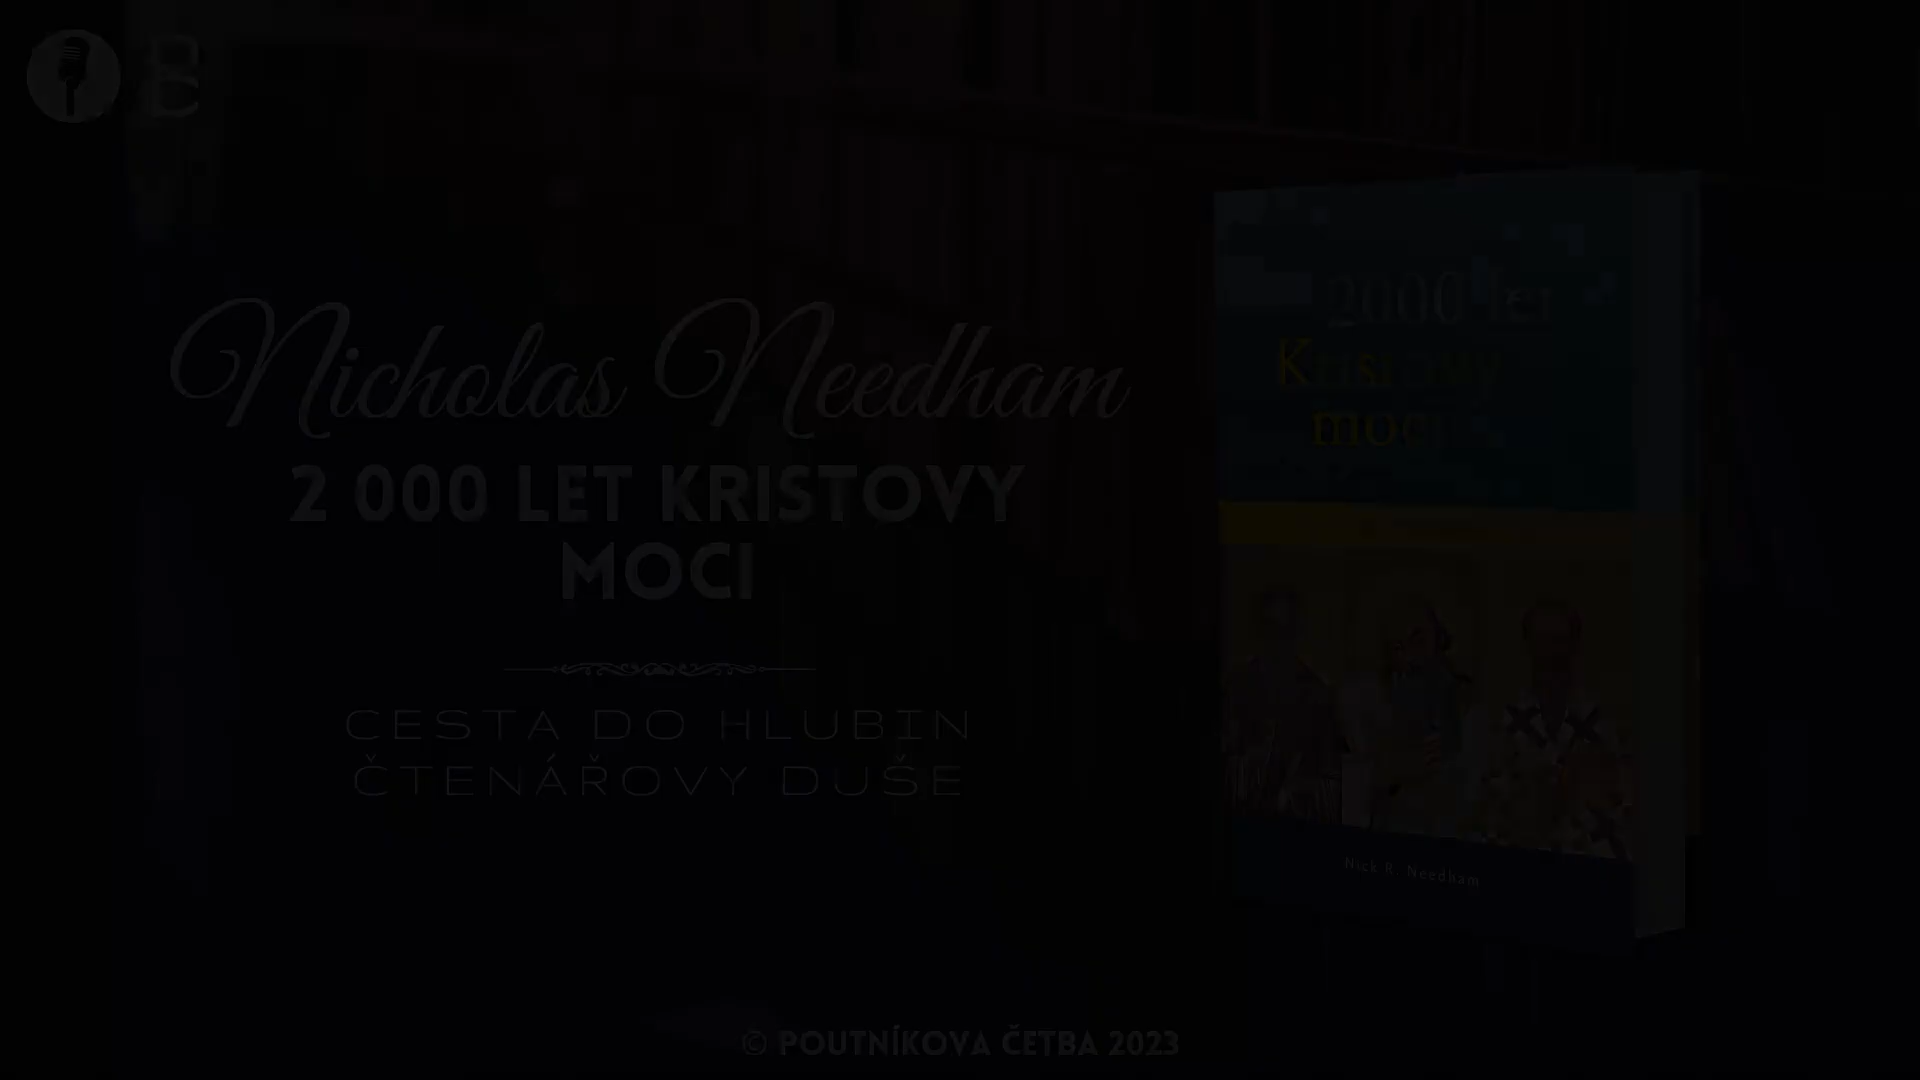 Nicholas Needham
2 000 LET KRISTOVY
MOCI
CESTA DO HLUBIN
ČTENÁŘOVY DUŠE
2000 let
Kristovy
moci
Nick R. Needham
© POUTNÍKOVA ČETBA 2023